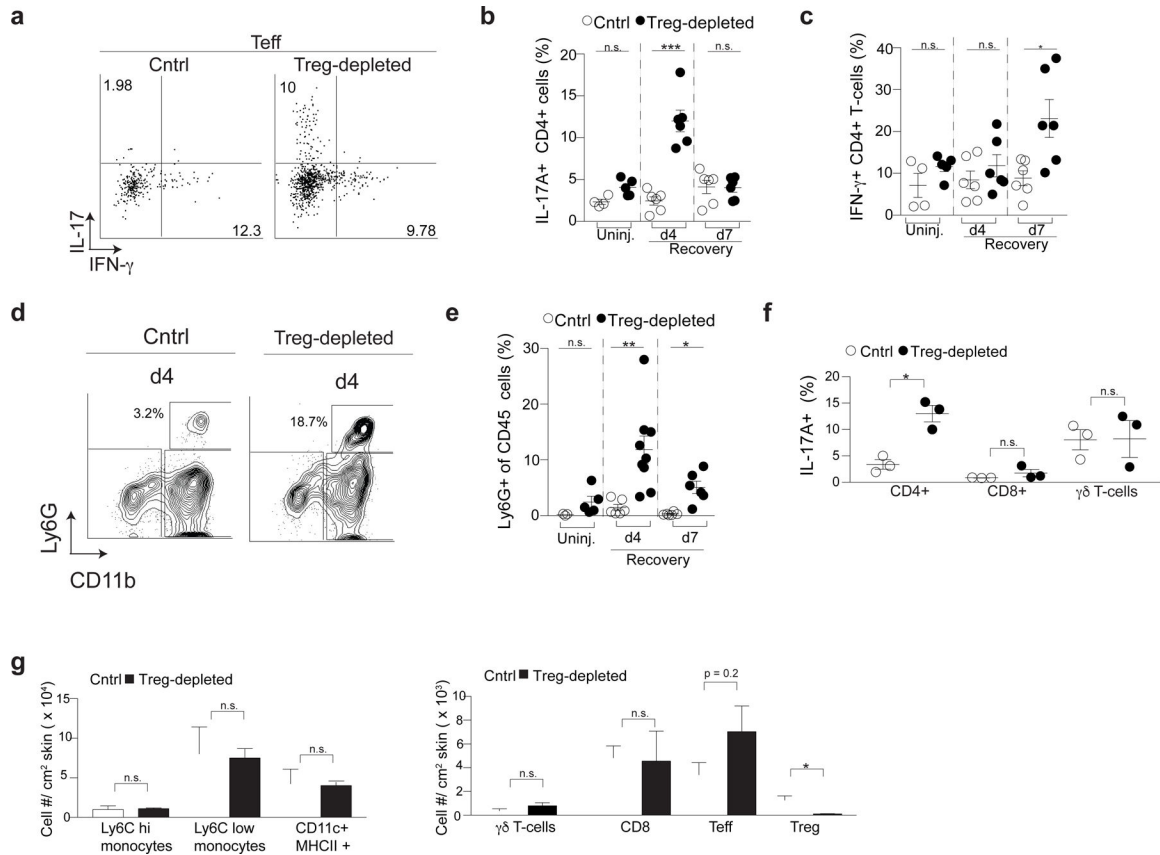 a
Teff
Cntrl
Treg-depleted
1.98
10
12.3
9.78
IL-17
IFN-γ
b
Cntrl Treg-depleted
n.s. *** n.s.
IL-17A+ CD4+ cells (%)
20
15
10
5
0
Uninj. d4 d7
Recovery
c
n.s. n.s. *
IFN-γ+ CD4+ T-cells (%)
40
30
20
10
0
Uninj. d4 d7
Recovery
d
Cntrl
Treg-depleted
d4
d4
3.2%
18.7%
Ly6G
CD11b
e
Cntrl Treg-depleted
n.s. ** *
Ly6G+ of CD45 cells (%)
30
20
10
0
Uninj. d4 d7
Recovery
f
Cntrl Treg-depleted
* n.s. n.s.
IL-17A+ (%)
20
15
10
5
0
CD4+ CD8+ γδ T-cells
g
Cntrl Treg-depleted
n.s. n.s. n.s.
Cell #/ cm² skin ( x 10⁴)
15
10
5
0
Ly6C hi monocytes
Ly6C low monocytes
CD11c+ MHCII +
Cntrl Treg-depleted
n.s. n.s. p = 0.2 *
Cell #/ cm² skin ( x 10³)
10
8
6
4
2
0
γδ T-cells CD8 Teff Treg